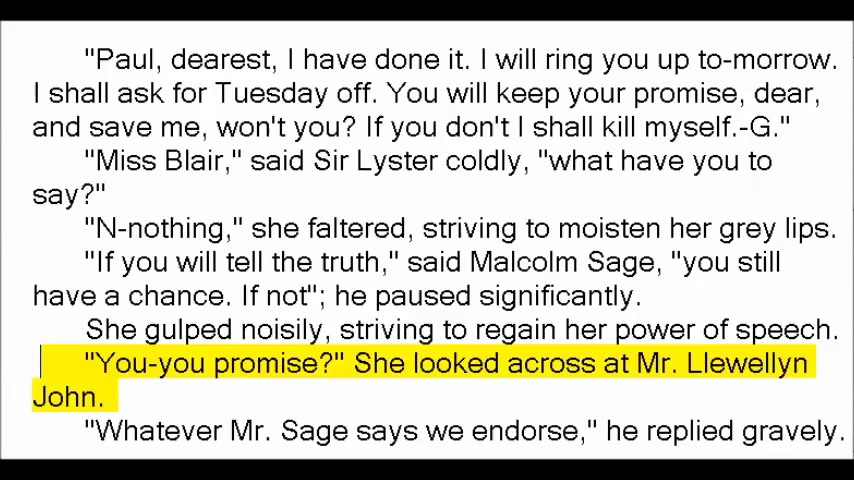 "Paul, dearest, I have done it. I will ring you up to-morrow.
I shall ask for Tuesday off. You will keep your promise, dear,
and save me, won't you? If you don't I shall kill myself.-G."
"Miss Blair," said Sir Lyster coldly, "what have you to
say?"
"N-nothing," she faltered, striving to moisten her grey lips.
"If you will tell the truth," said Malcolm Sage, "you still
have a chance. If not"; he paused significantly.
She gulped noisily, striving to regain her power of speech.
"You-you promise?" She looked across at Mr. Llewellyn
John.
"Whatever Mr. Sage says we endorse," he replied gravely.